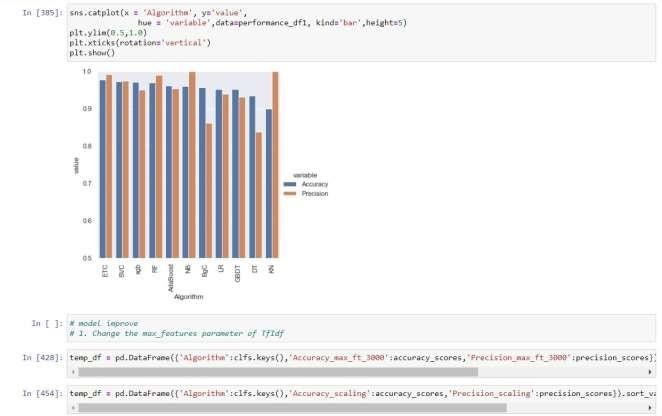 In [385]: sns.catplot(x = 'Algorithm', y='value',
hue = 'variable',data=performance_df1, kind='bar',height=5)
plt.ylim(0.5,1.0)
plt.xticks(rotation='vertical')
plt.show()
1.0
0.9
0.8
0.7
0.6
0.5
value
variable
Accuracy
Precision
ETC
SVC
xgb
RF
AdaBoost
NB
BgC
LR
GBDT
DT
KN
Algorithm
In [ ]: # model improve
# 1. Change the max_features parameter of TfIdf
In [428]: temp_df = pd.DataFrame({'Algorithm':clfs.keys(),'Accuracy_max_ft_3000':accuracy_scores,'Precision_max_ft_3000':precision_scores})
In [454]: temp_df = pd.DataFrame({'Algorithm':clfs.keys(),'Accuracy_scaling':accuracy_scores,'Precision_scaling':precision_scores}).sort_va